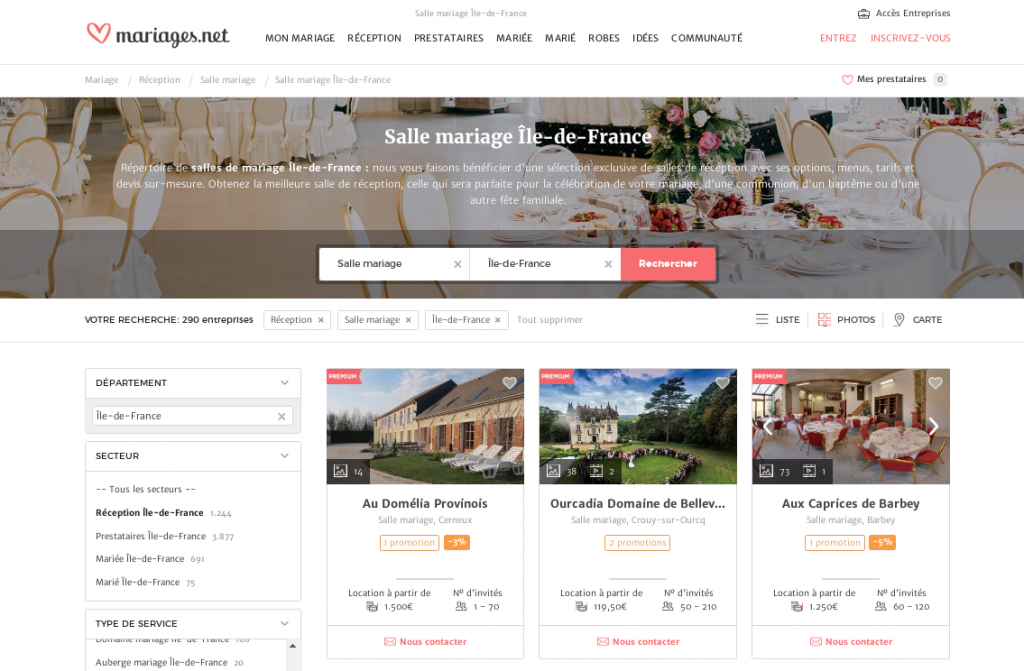 Salle mariage Île-de-France
Accès Entreprises
mariages.net
MON MARIAGE RÉCEPTION PRESTATAIRES MARIÉE MARIÉ ROBES IDÉES COMMUNAUTÉ
ENTREZ INSCRIVEZ-VOUS
Mariage / Réception / Salle mariage / Salle mariage Île-de-France
Mes prestataires 0
Salle mariage Île-de-France
Répertoire de salles de mariage Île-de-France : nous vous faisons bénéficier d'une sélection exclusive de salles de réception avec ses options, menus, tarifs et
devis sur-mesure. Obtenez la meilleure salle de réception, celle qui sera parfaite pour la célébration de votre mariage, d'une communion, d'un baptême ou d'une
autre fête familiale.
Salle mariage × Île-de-France × Rechercher
VOTRE RECHERCHE: 290 entreprises Réception × Salle mariage × Île-de-France × Tout supprimer
LISTE PHOTOS CARTE
DÉPARTEMENT
Île-de-France ×
SECTEUR
-- Tous les secteurs --
Réception Île-de-France 1.244
Prestataires Île-de-France 3.877
Mariée Île-de-France 691
Marié Île-de-France 75
TYPE DE SERVICE
Domaine mariage Île-de-France 160
Auberge mariage Île-de-France 20
PREMIUM
14
Au Domélia Provinois
Salle mariage, Cerneux
1 promotion -3%
Location à partir de Nº d'invités
1.500€ 1 - 70
Nous contacter
PREMIUM
38 2
Ourcadía Domaine de Bellev...
Salle mariage, Crouy-sur-Ourcq
2 promotions
Location à partir de Nº d'invités
119,50€ 50 - 210
Nous contacter
PREMIUM
73 1
Aux Caprices de Barbey
Salle mariage, Barbey
1 promotion -5%
Location à partir de Nº d'invités
1.250€ 60 - 120
Nous contacter